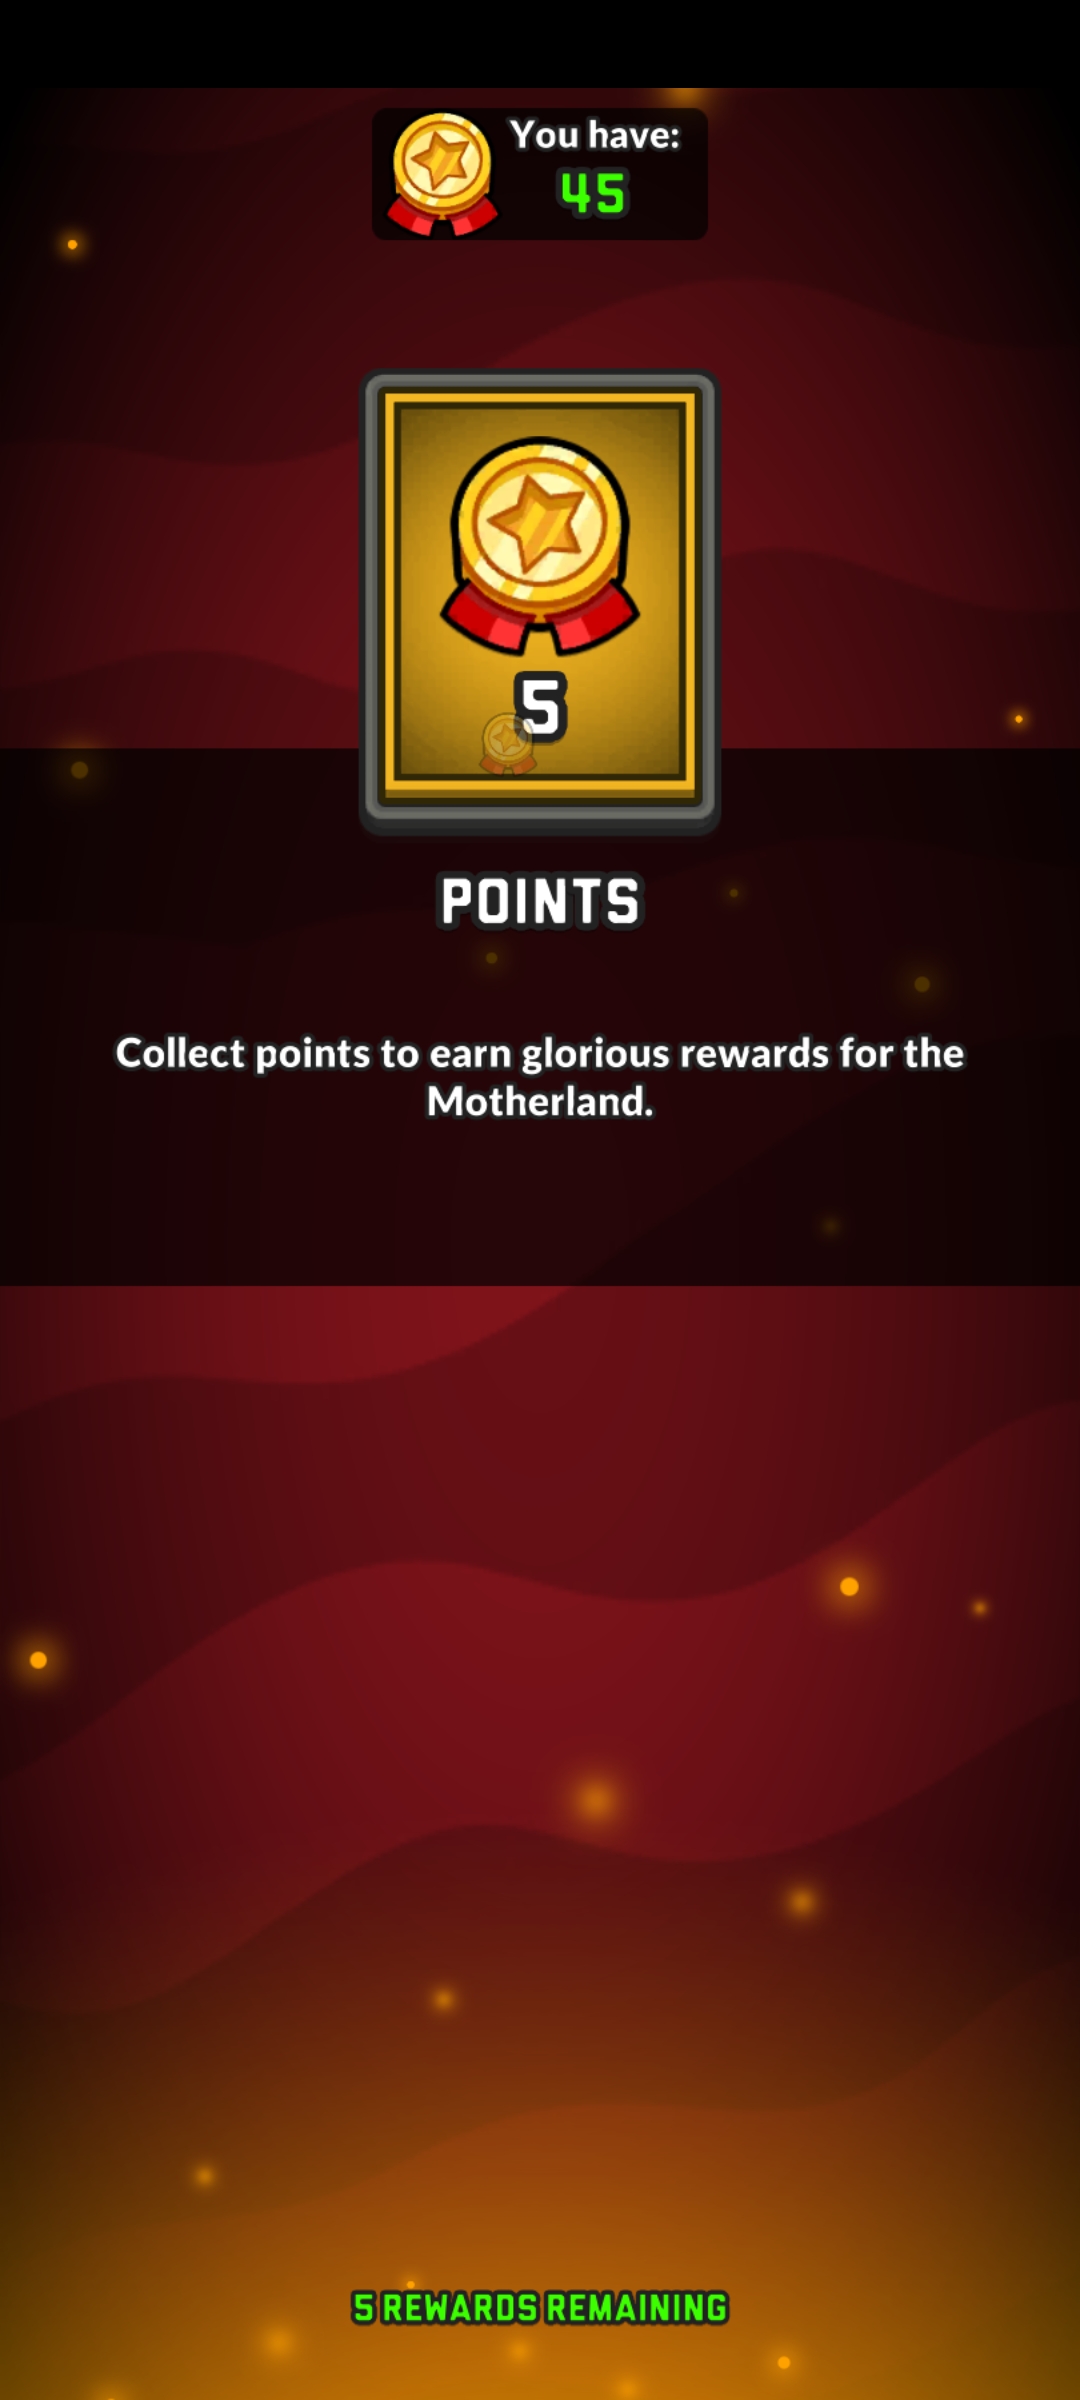 You have:
45
5
POINTS
Collect points to earn glorious rewards for the
Motherland.
5 REWARDS REMAINING